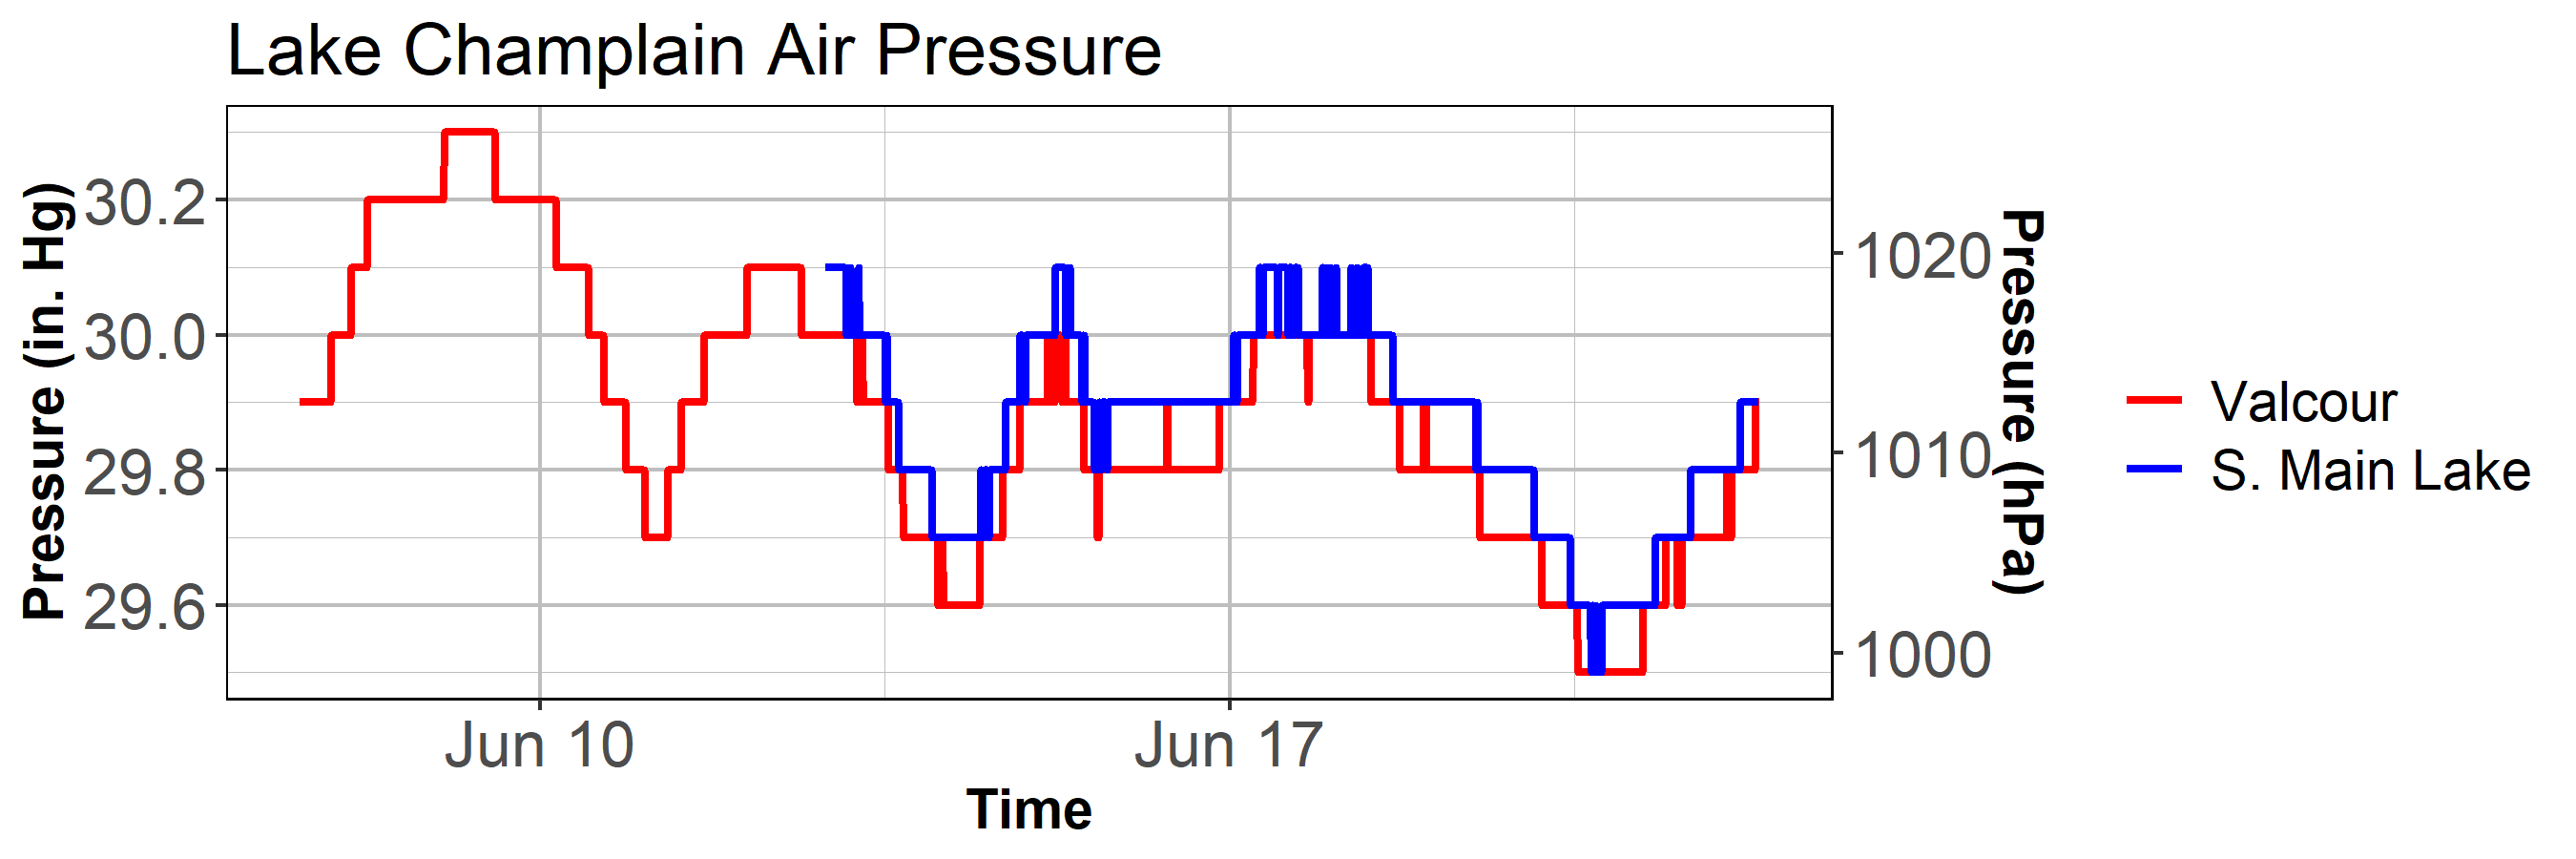 Lake Champlain Air Pressure
Pressure (in. Hg)
30.2
30.0
29.8
29.6
1020
1010
1000
Pressure (hPa)
Jun 10
Jun 17
Time
Valcour
S. Main Lake